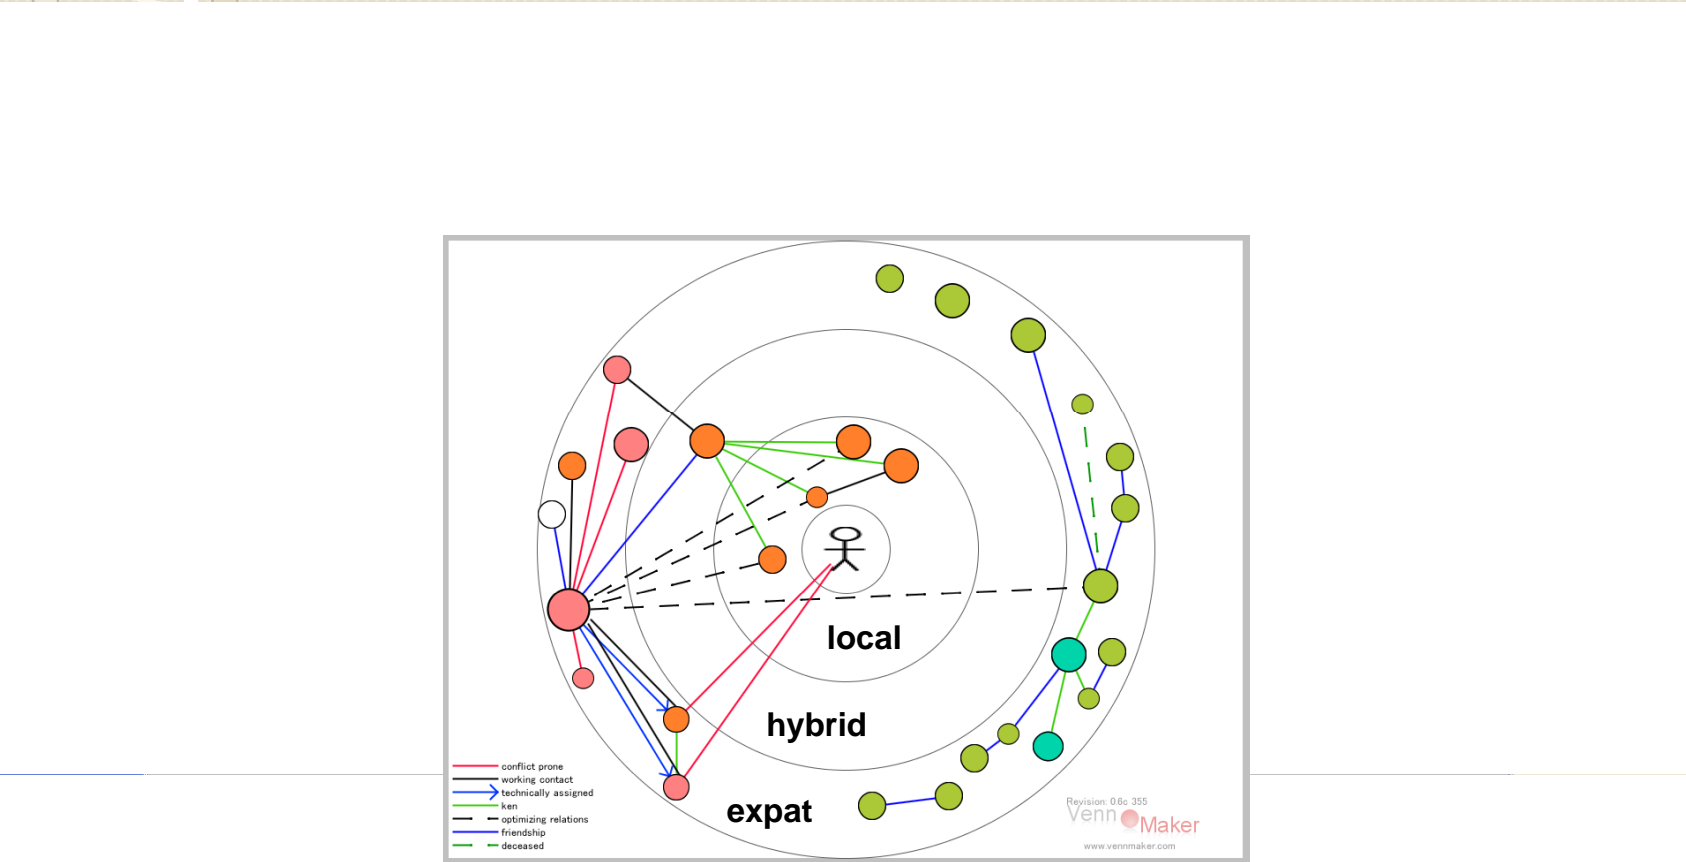 local
hybrid
expat
conflict prone
working contact
technically assigned
ken
optimizing relations
friendship
deceased
Revision: 0.6c 355
Venn Maker
www.vennmaker.com